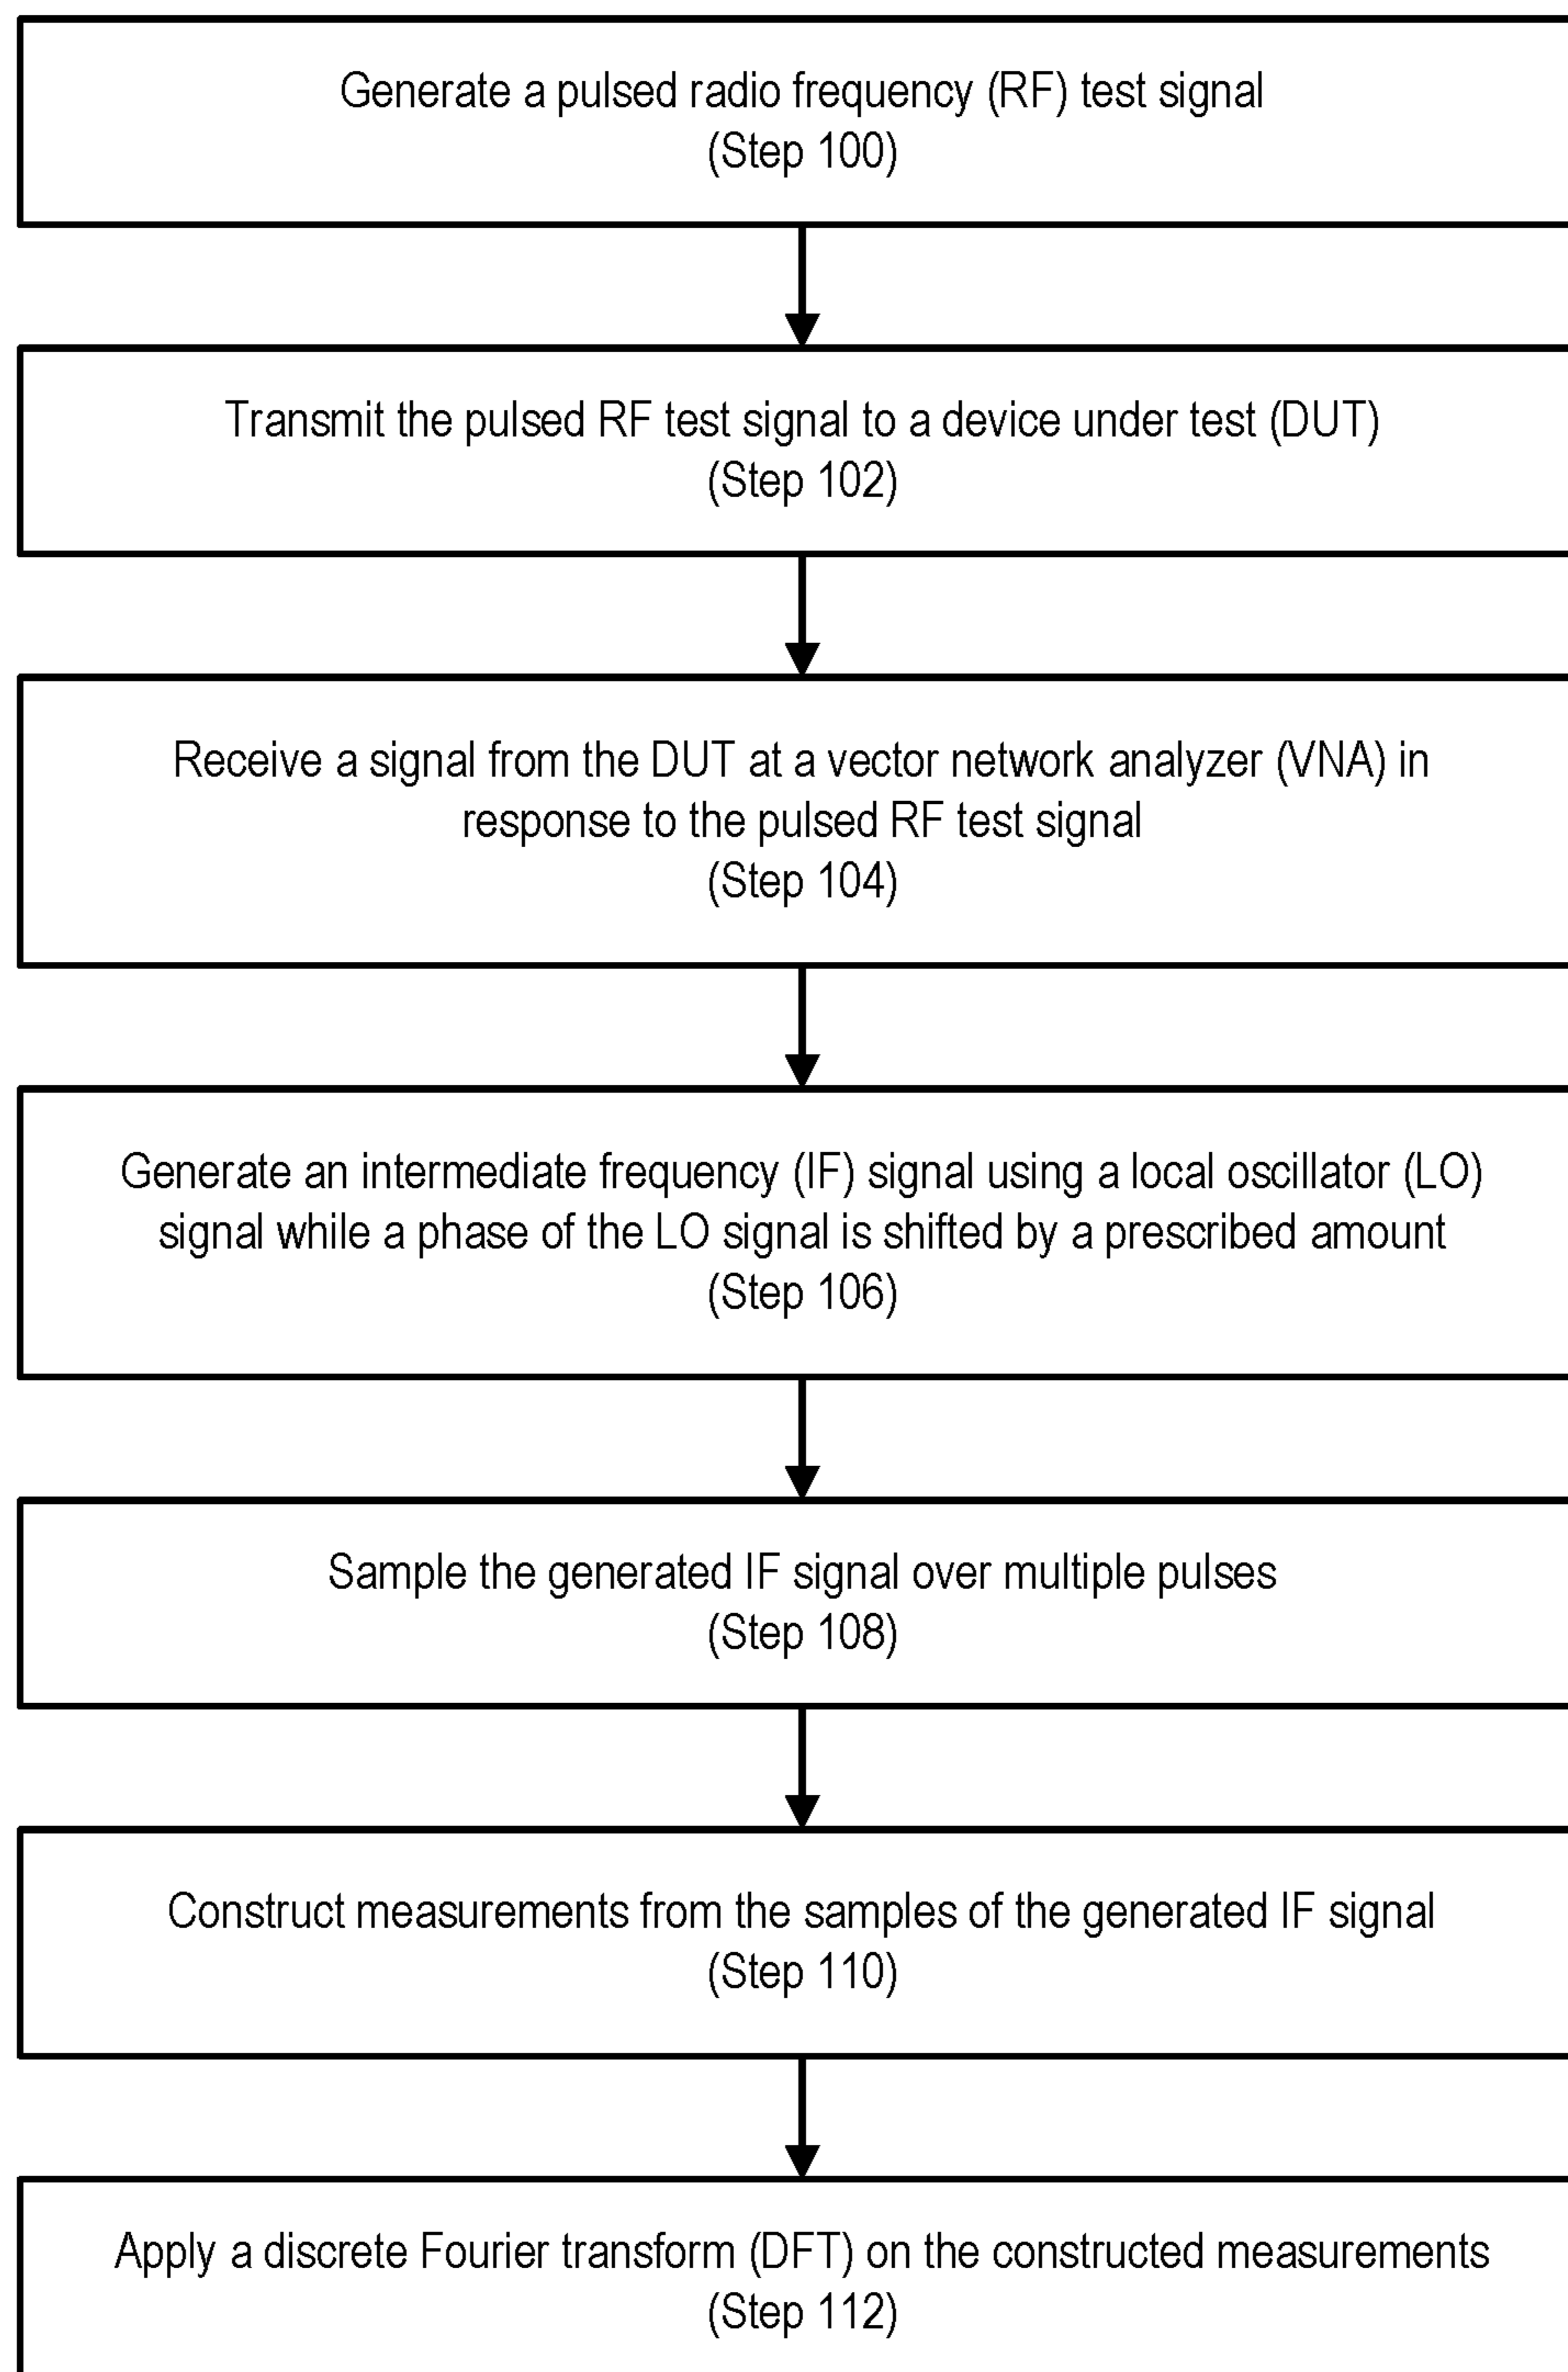 Generate a pulsed radio frequency (RF) test signal
(Step 100)
Transmit the pulsed RF test signal to a device under test (DUT)
(Step 102)
Receive a signal from the DUT at a vector network analyzer (VNA) in
response to the pulsed RF test signal
(Step 104)
Generate an intermediate frequency (IF) signal using a local oscillator (LO)
signal while a phase of the LO signal is shifted by a prescribed amount
(Step 106)
Sample the generated IF signal over multiple pulses
(Step 108)
Construct measurements from the samples of the generated IF signal
(Step 110)
Apply a discrete Fourier transform (DFT) on the constructed measurements
(Step 112)